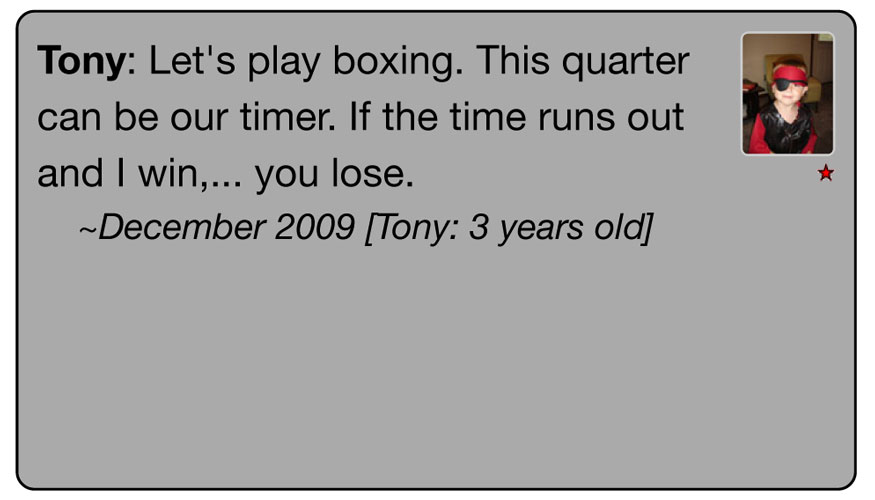 Tony: Let's play boxing. This quarter
can be our timer. If the time runs out
and I win,... you lose.
~December 2009 [Tony: 3 years old]